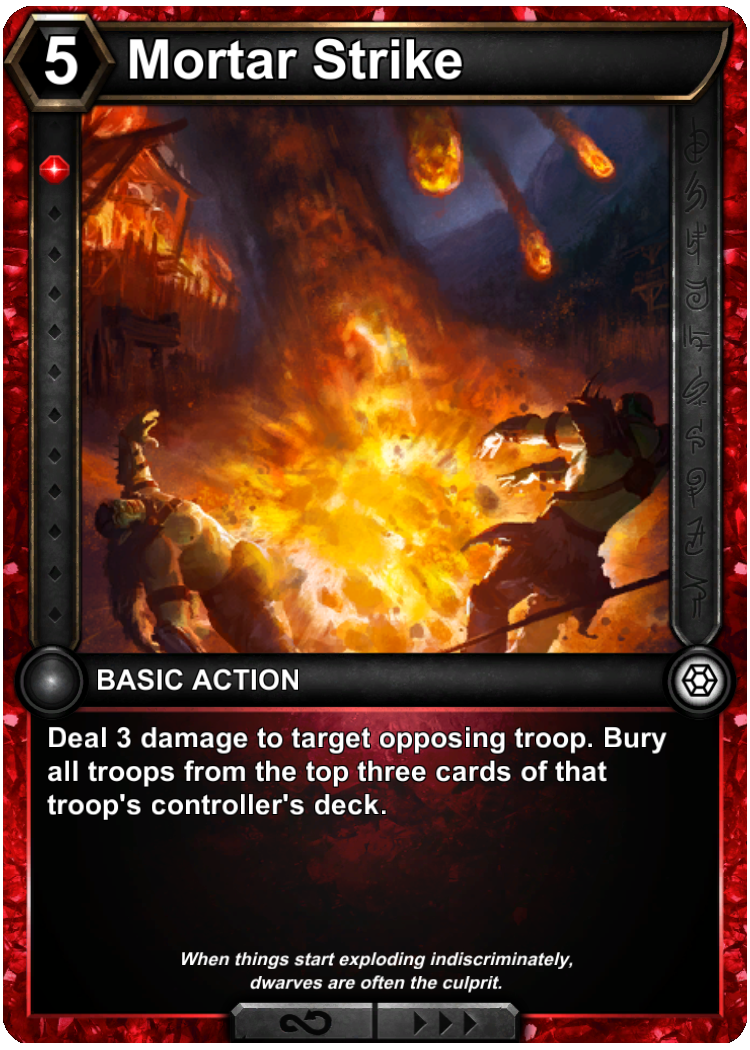 5
Mortar Strike
BASIC ACTION
Deal 3 damage to target opposing troop. Bury
all troops from the top three cards of that
troop's controller's deck.
When things start exploding indiscriminately,
dwarves are often the culprit.